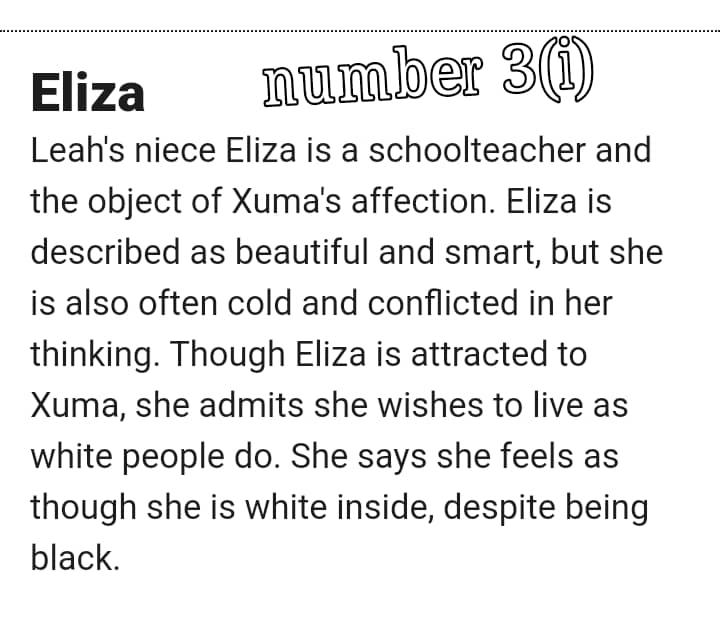 number 3(i)
Eliza
Leah's niece Eliza is a schoolteacher and
the object of Xuma's affection. Eliza is
described as beautiful and smart, but she
is also often cold and conflicted in her
thinking. Though Eliza is attracted to
Xuma, she admits she wishes to live as
white people do. She says she feels as
though she is white inside, despite being
black.